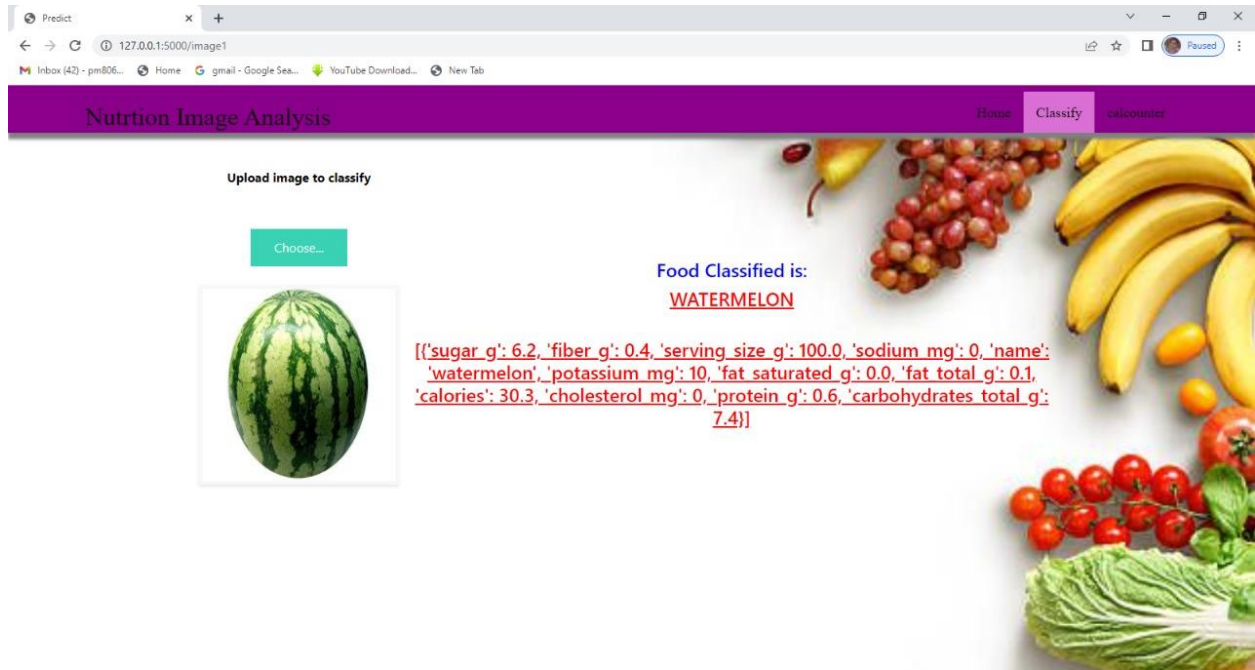 Predict
127.0.0.1:5000/image1
Paused
Inbox (42) - pm806...
Home
gmail - Google Sea...
YouTube Download...
New Tab
Nutrtion Image Analysis
Home
Classify
calcounter
Upload image to classify
Choose...
Food Classified is:
WATERMELON
[{'sugar_g': 6.2, 'fiber_g': 0.4, 'serving_size_g': 100.0, 'sodium_mg': 0, 'name':
'watermelon', 'potassium_mg': 10, 'fat_saturated_g': 0.0, 'fat_total_g': 0.1,
'calories': 30.3, 'cholesterol_mg': 0, 'protein_g': 0.6, 'carbohydrates_total_g':
7.4}]